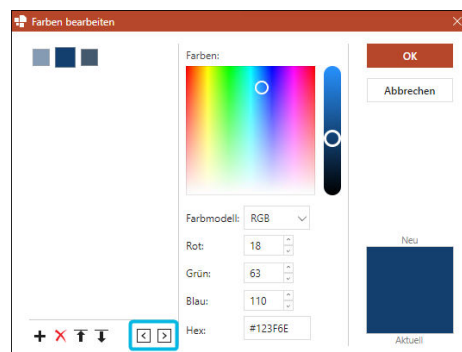 Farben bearbeiten
Farben:
OK
Abbrechen
Farbmodell: RGB
Rot: 18
Grün: 63
Blau: 110
Hex: #123F6E
Neu
Aktuell